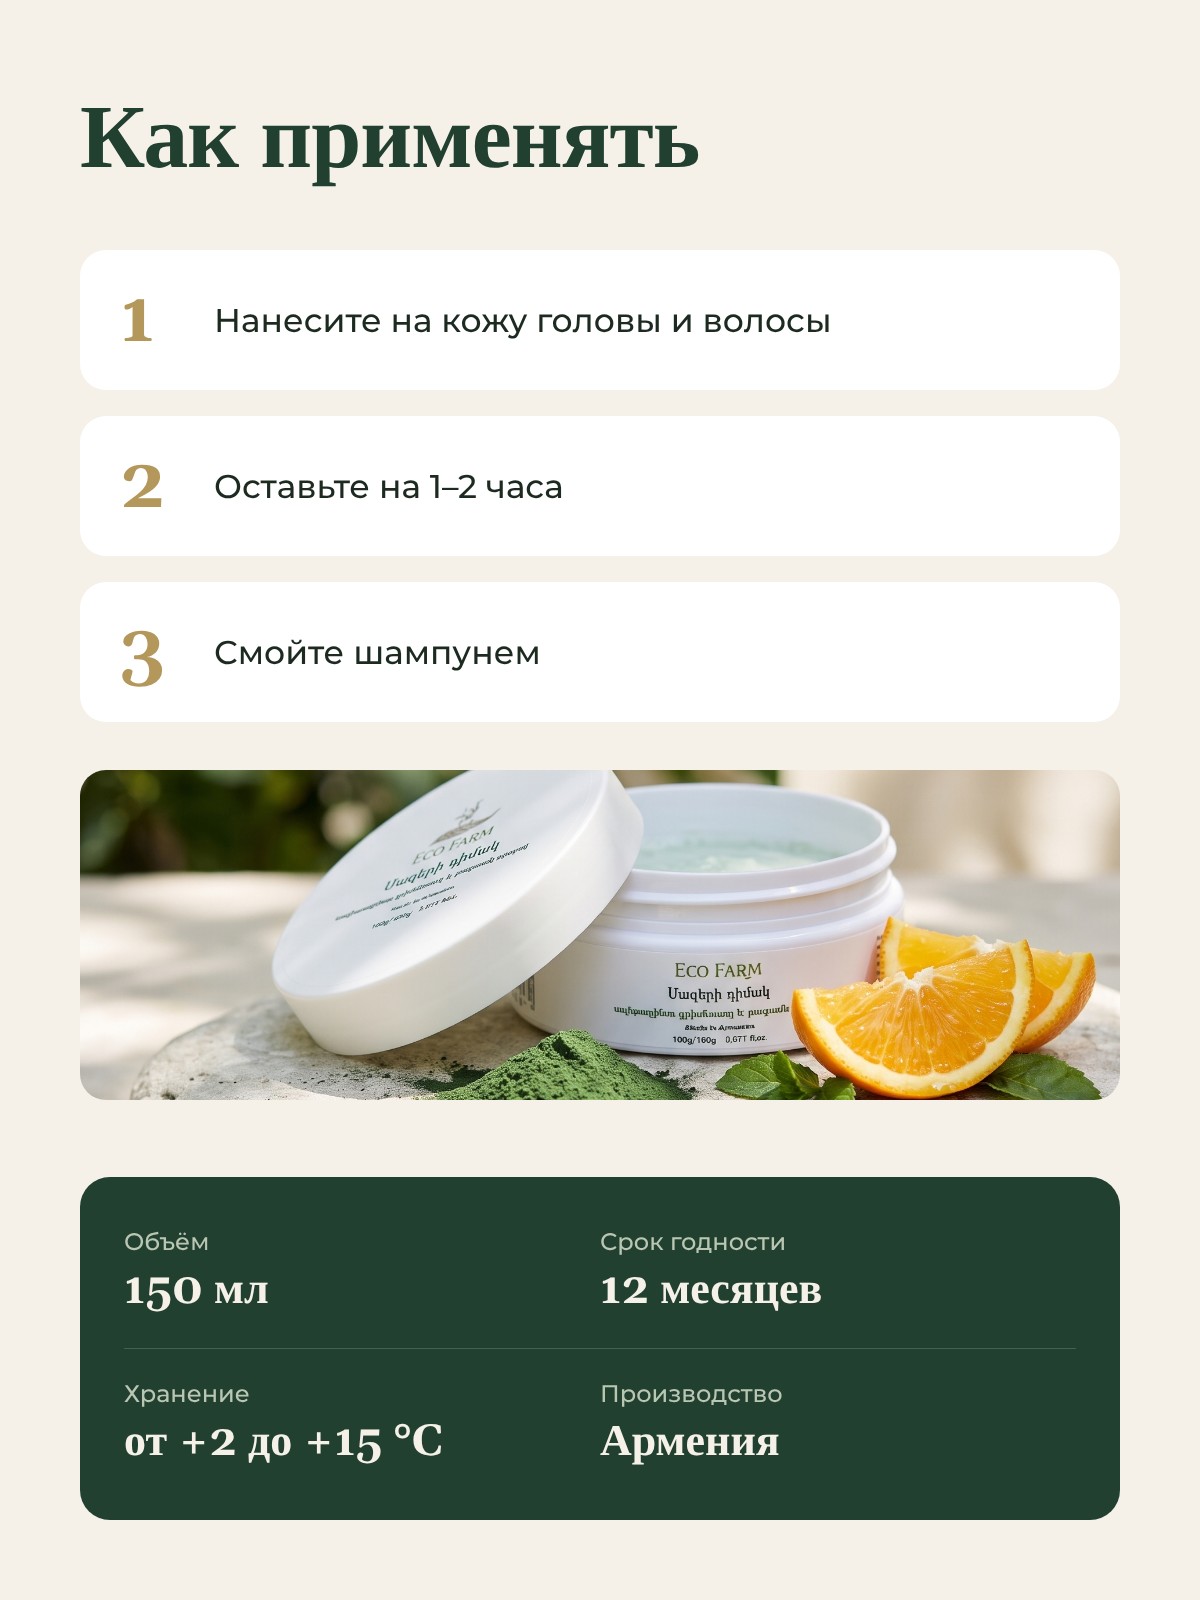 Как применять
1 Нанесите на кожу головы и волосы
2 Оставьте на 1–2 часа
3 Смойте шампунем
ECO FARM
Մազերի դիմակ
ECO FARM
Մազերի դիմակ
100g/160g
Объём
150 мл
Срок годности
12 месяцев
Хранение
от +2 до +15 °C
Производство
Армения